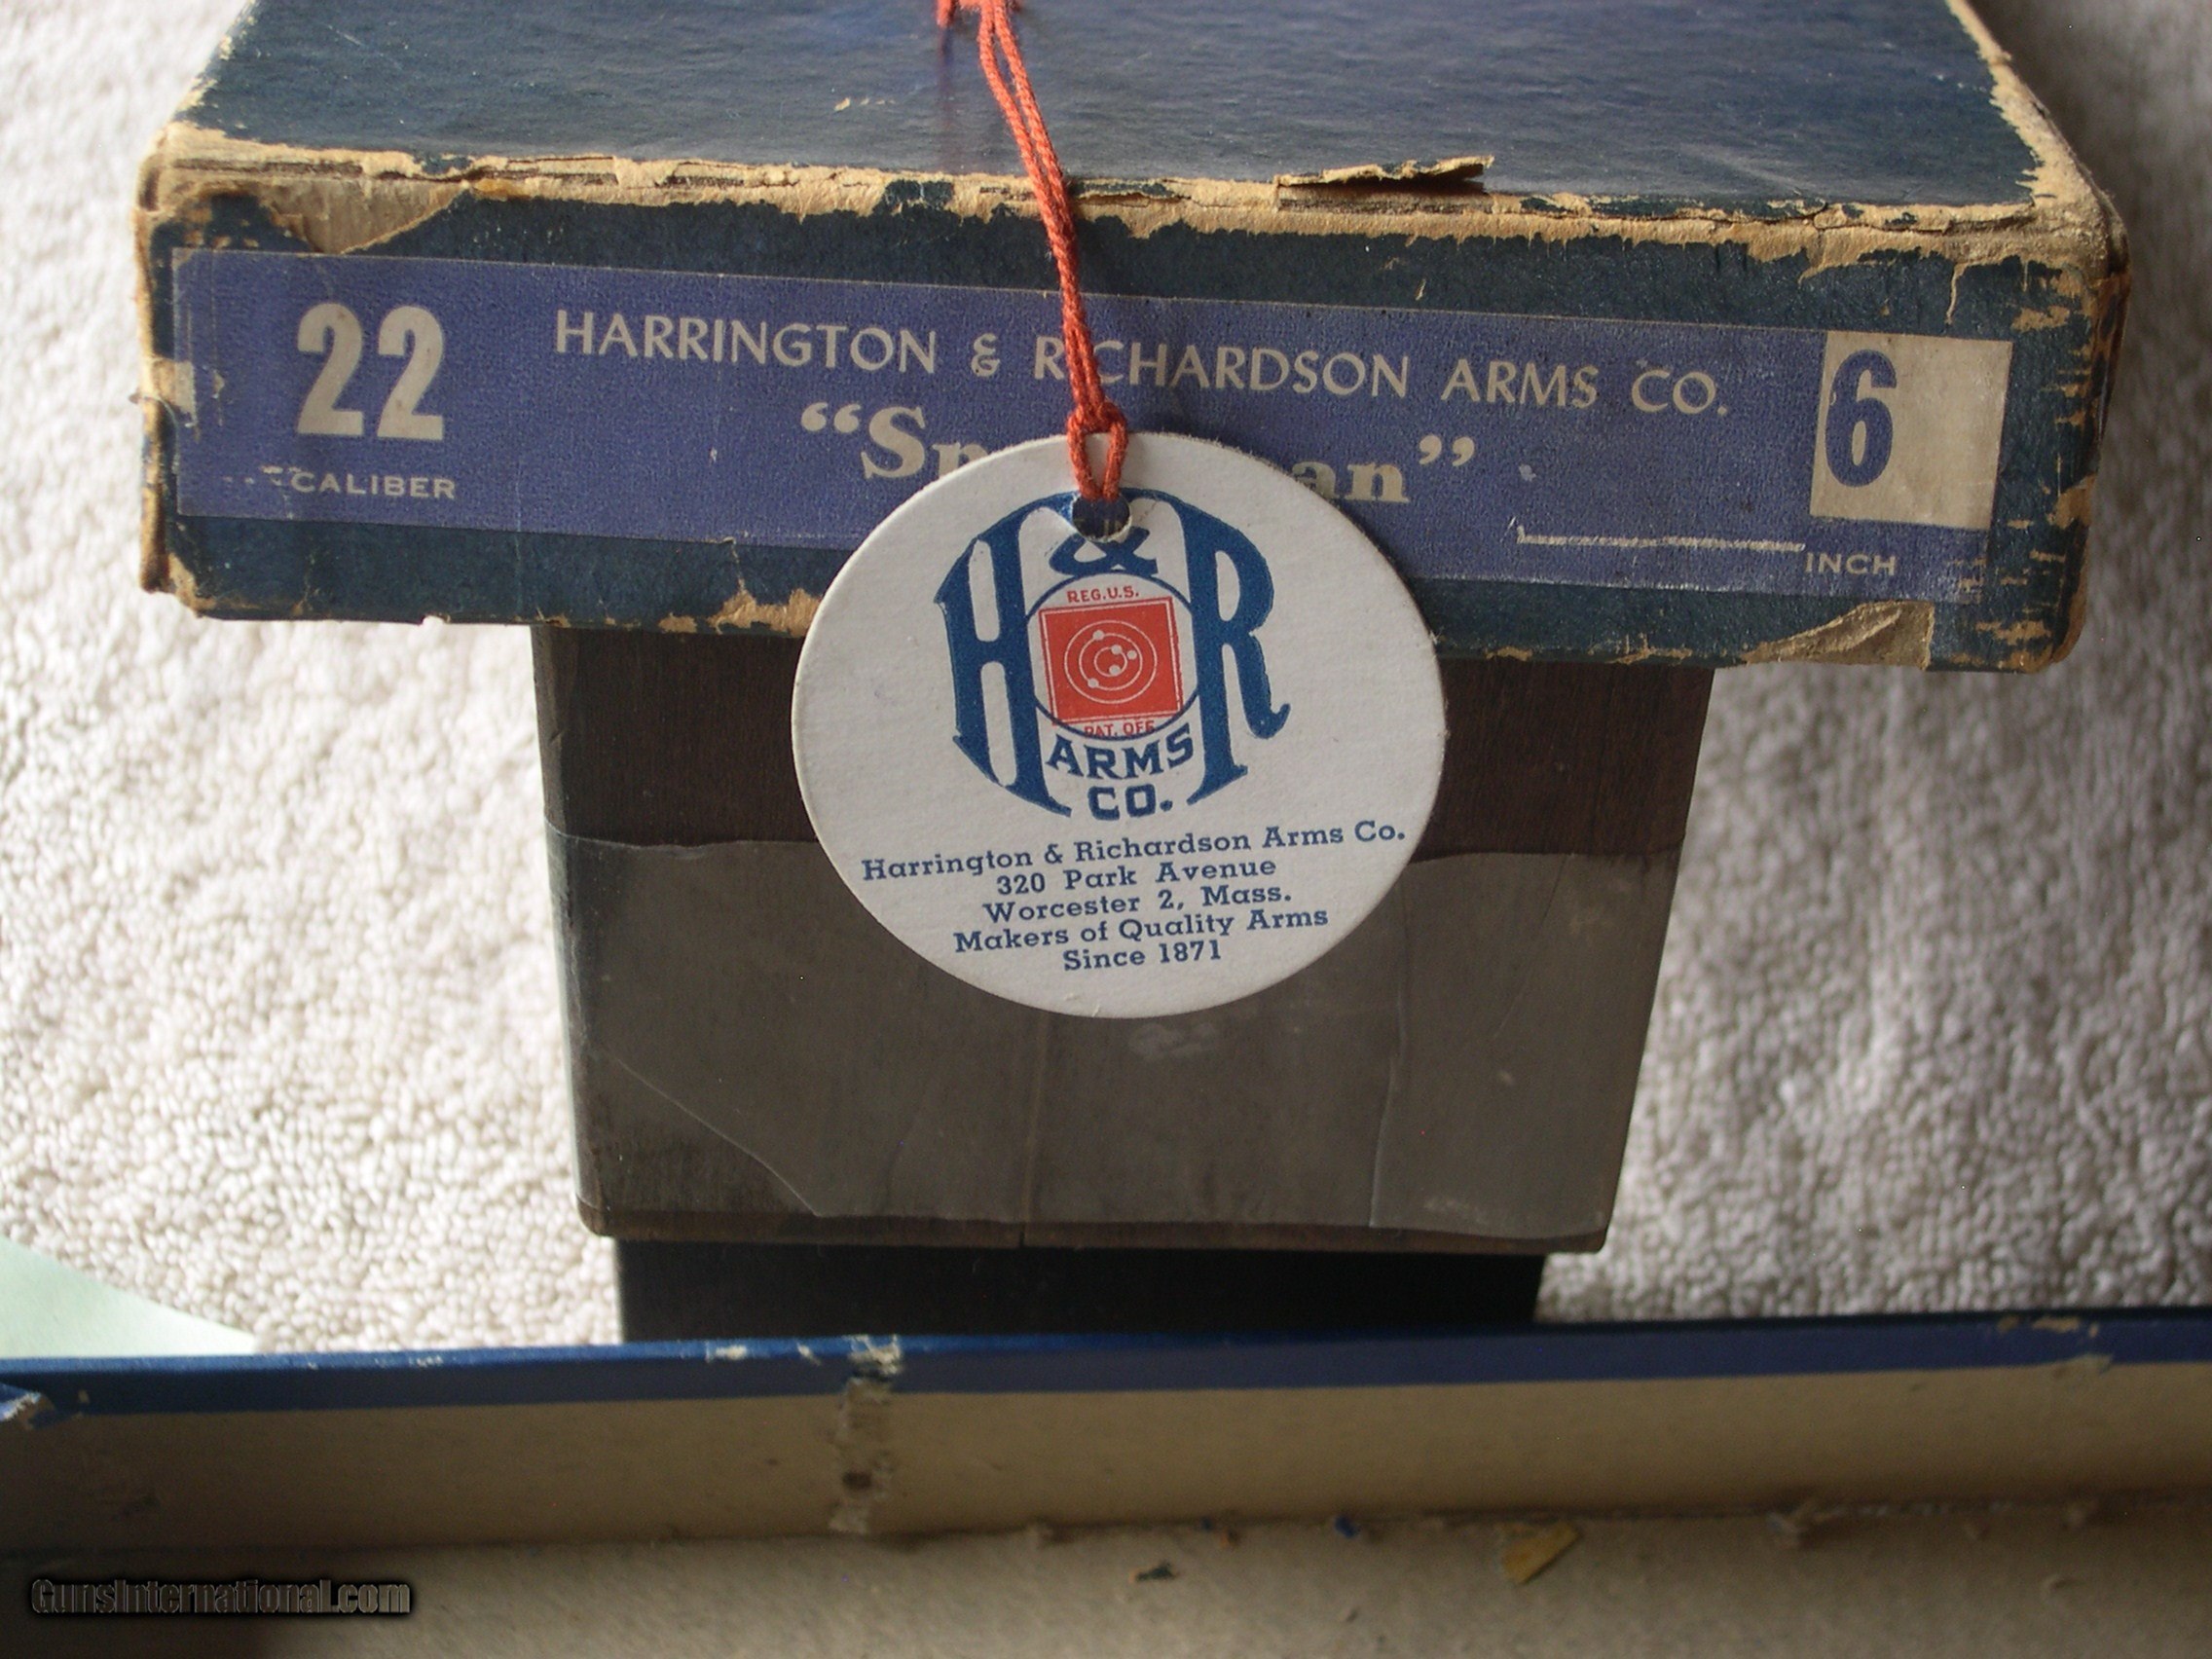 22
CALIBER
HARRINGTON & RICHARDSON ARMS CO.
6
INCH
H&R
REG.U.S.
PAT. OFF.
ARMS
CO.
Harrington & Richardson Arms Co.
320 Park Avenue
Worcester 2, Mass.
Makers of Quality Arms
Since 1871
GunsInternational.com